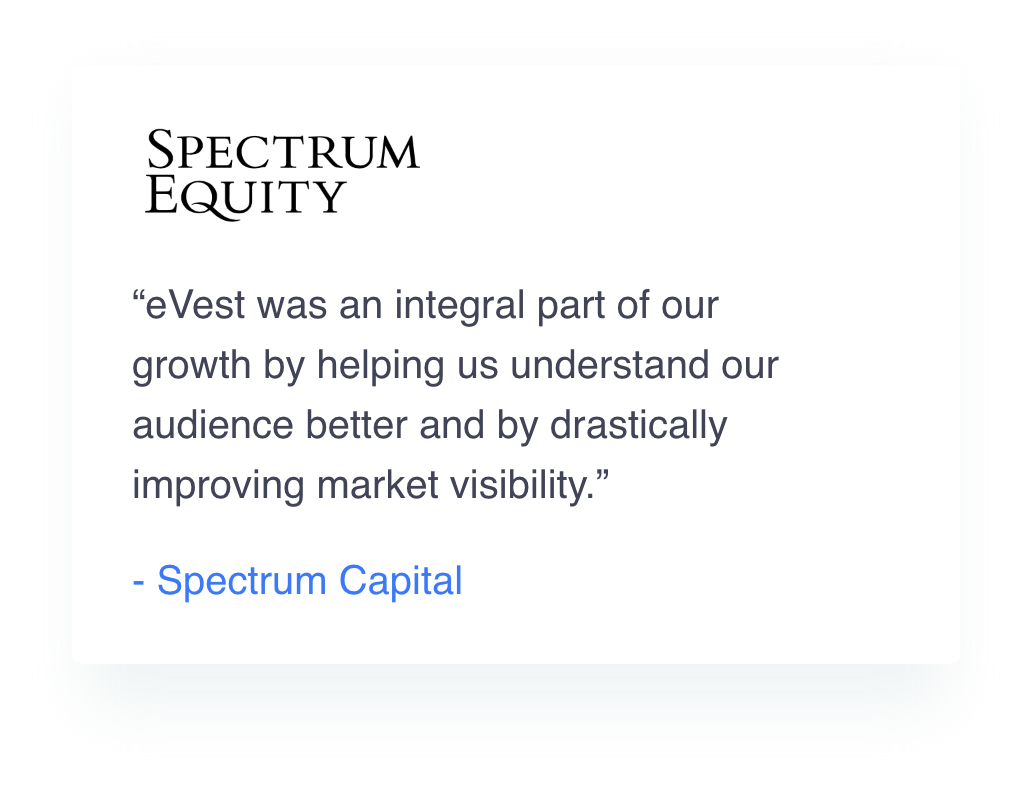 SPECTRUM
EQUITY
“eVest was an integral part of our
growth by helping us understand our
audience better and by drastically
improving market visibility.”
- Spectrum Capital